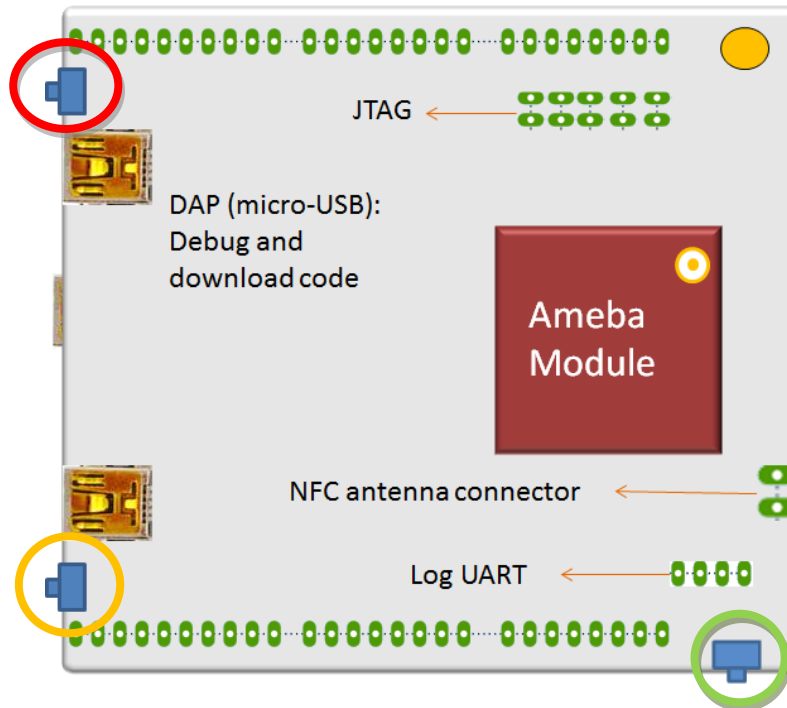 JTAG
DAP (micro-USB):
Debug and
download code
Ameba
Module
NFC antenna connector
Log UART